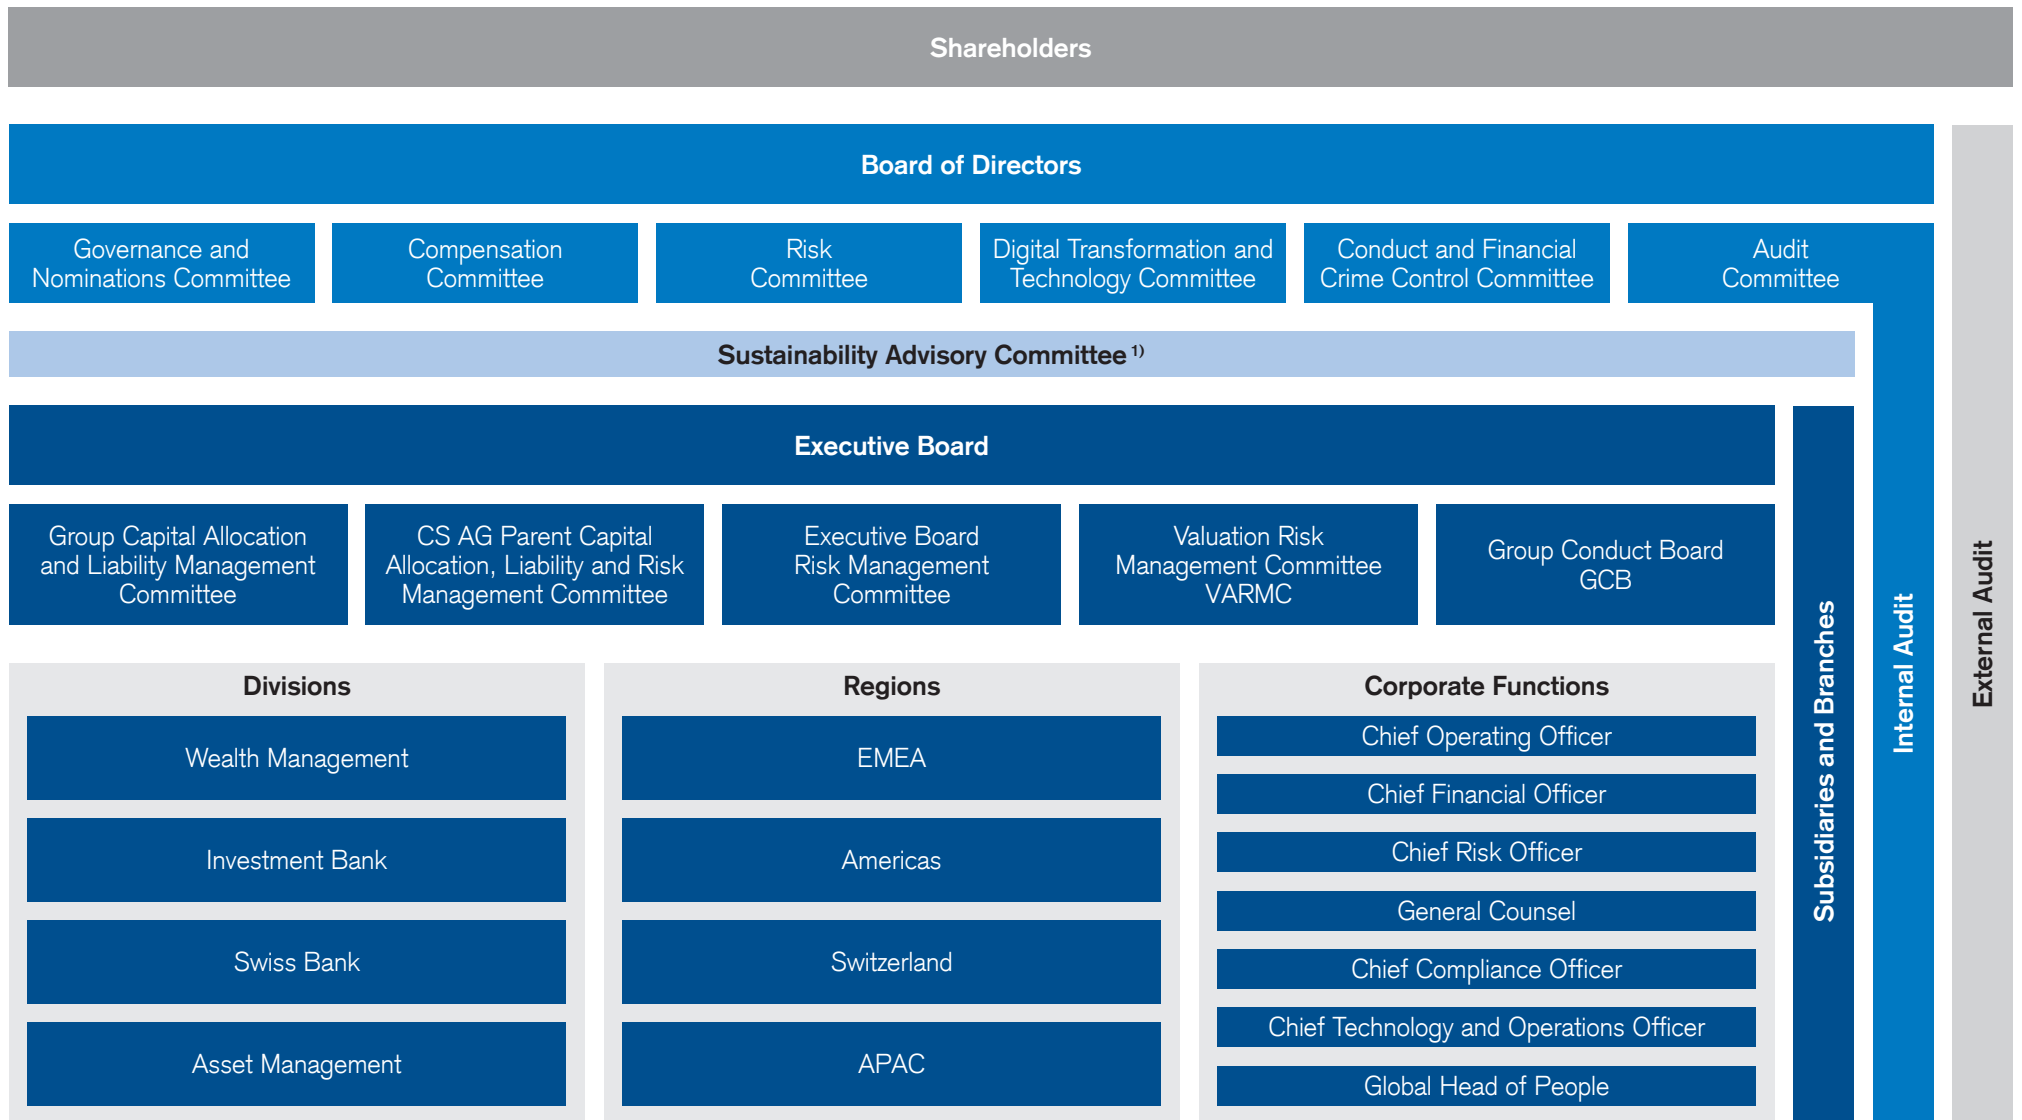 Shareholders
Board of Directors
Governance and
Nominations Committee
Compensation
Committee
Risk
Committee
Digital Transformation and
Technology Committee
Conduct and Financial
Crime Control Committee
Audit
Committee
Sustainability Advisory Committee 1)
Executive Board
Group Capital Allocation
and Liability Management
Committee
CS AG Parent Capital
Allocation, Liability and Risk
Management Committee
Executive Board
Risk Management
Committee
Valuation Risk
Management Committee
VARMC
Group Conduct Board
GCB
Divisions
Wealth Management
Investment Bank
Swiss Bank
Asset Management
Regions
EMEA
Americas
Switzerland
APAC
Corporate Functions
Chief Operating Officer
Chief Financial Officer
Chief Risk Officer
General Counsel
Chief Compliance Officer
Chief Technology and Operations Officer
Global Head of People
Subsidiaries and Branches
Internal Audit
External Audit